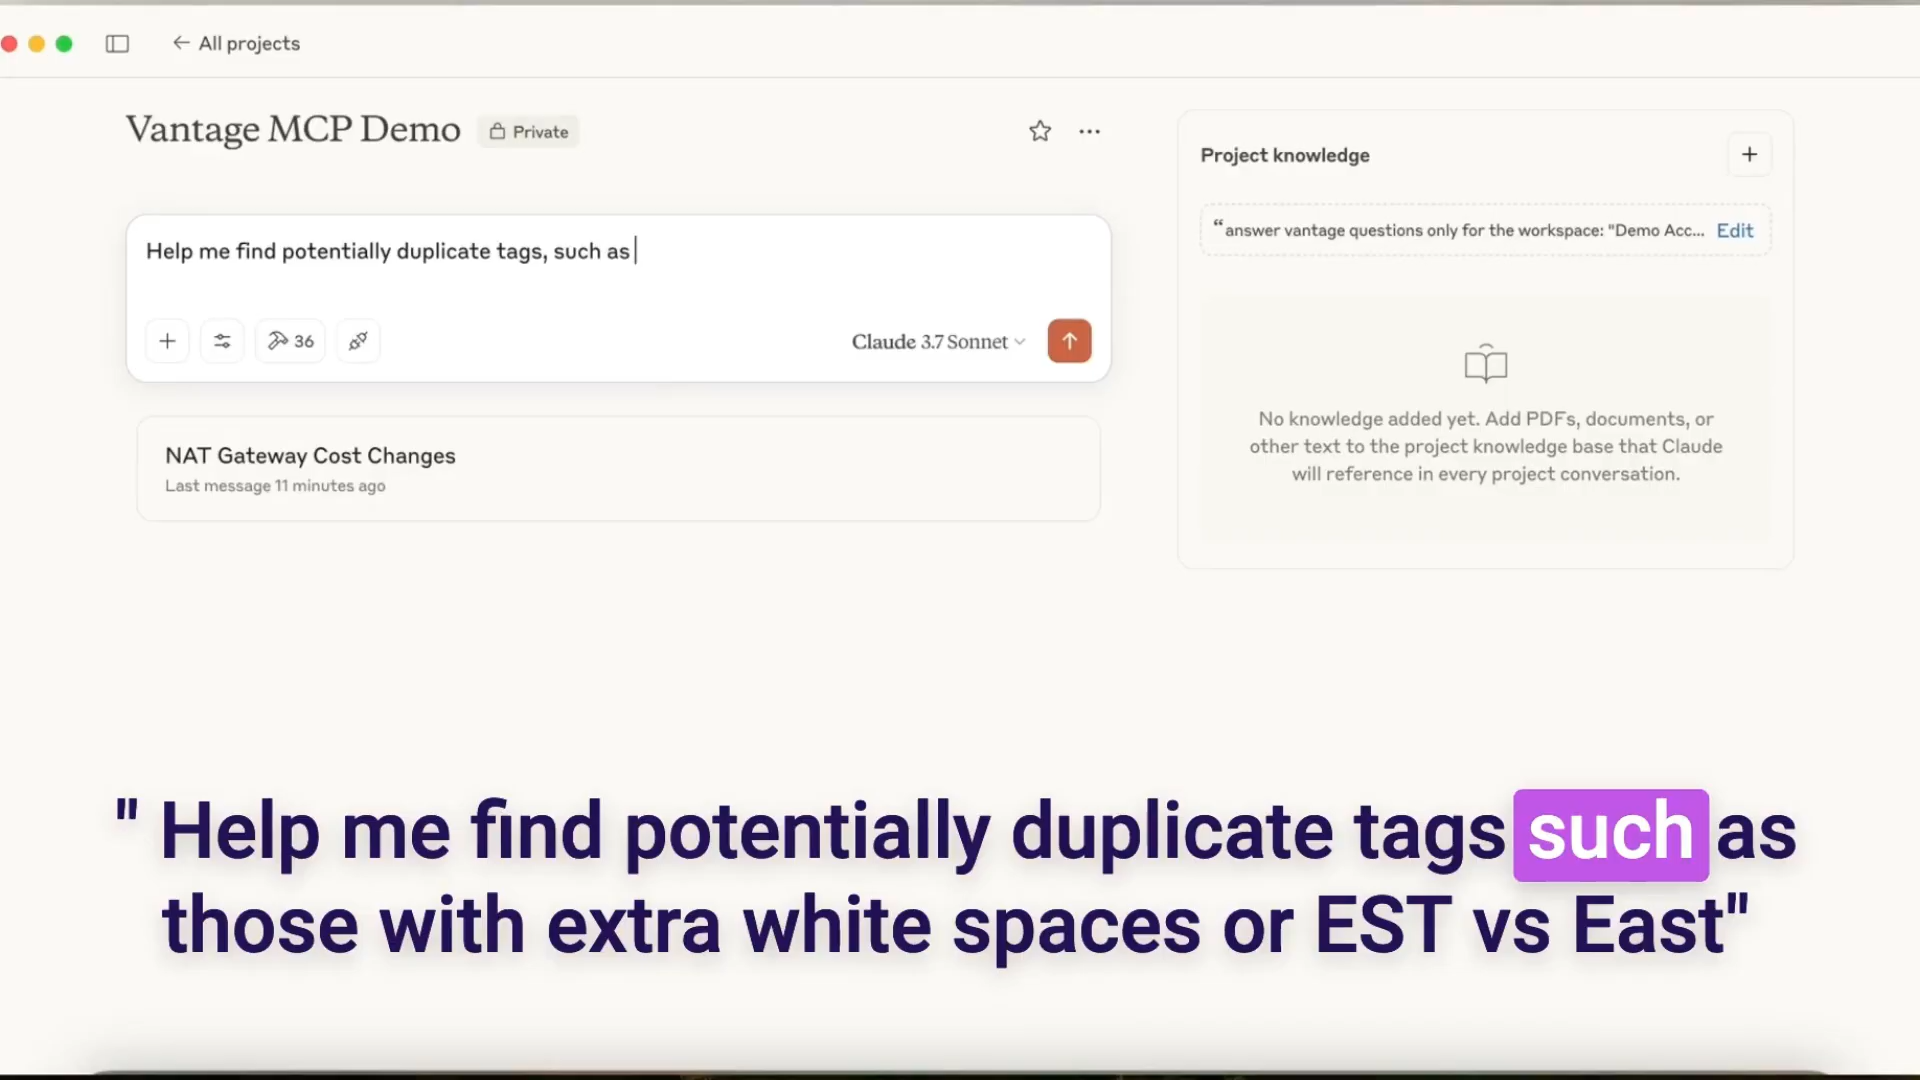 ← All projects
Vantage MCP Demo
Private
Help me find potentially duplicate tags, such as
36
Claude 3.7 Sonnet
NAT Gateway Cost Changes
Last message 11 minutes ago
Project knowledge
“answer vantage questions only for the workspace: "Demo Acc...
Edit
No knowledge added yet. Add PDFs, documents, or
other text to the project knowledge base that Claude
will reference in every project conversation.
" Help me find potentially duplicate tags such as
those with extra white spaces or EST vs East"